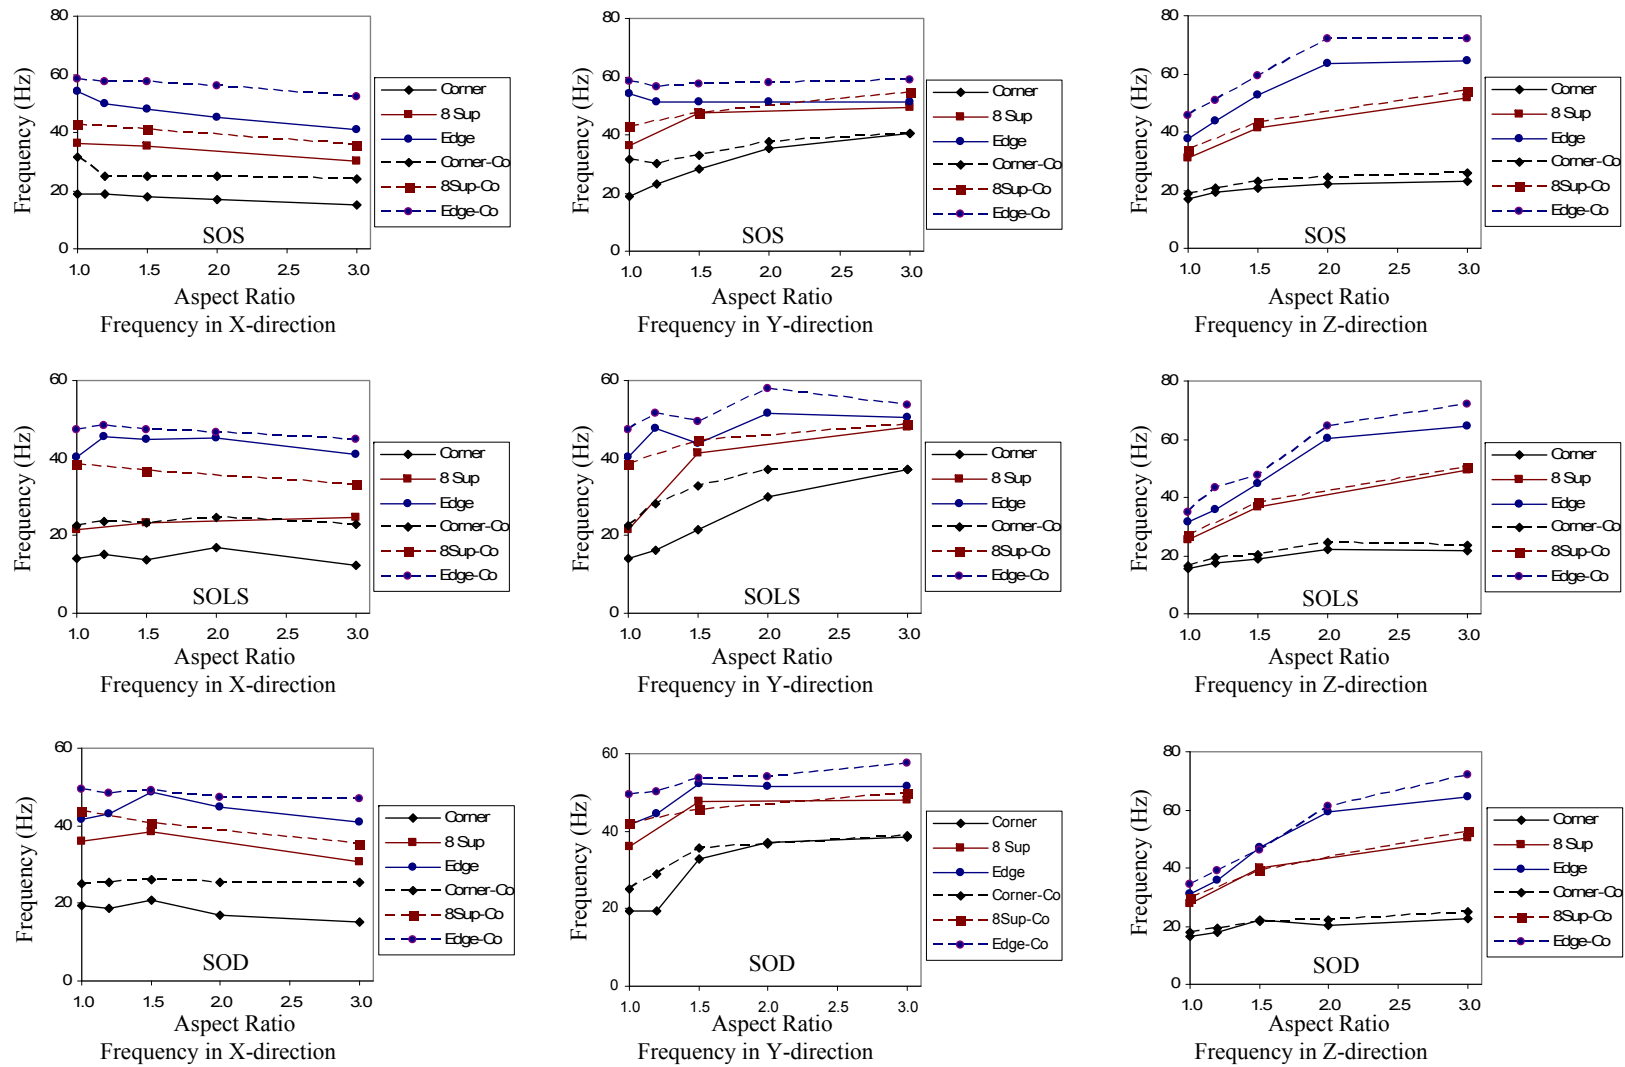 80
60
40
20
0
Frequency (Hz)
1.0 1.5 2.0 2.5 3.0
SOS
Corner
8 Sup
Edge
Corner-Co
8Sup-Co
Edge-Co
Aspect Ratio
Frequency in X-direction
80
60
40
20
0
Frequency (Hz)
1.0 1.5 2.0 2.5 3.0
SOS
Corner
8 Sup
Edge
Corner-Co
8Sup-Co
Edge-Co
Aspect Ratio
Frequency in Y-direction
80
60
40
20
0
Frequency (Hz)
1.0 1.5 2.0 2.5 3.0
SOS
Corner
8 Sup
Edge
Corner-Co
8Sup-Co
Edge-Co
Aspect Ratio
Frequency in Z-direction
60
40
20
0
Frequency (Hz)
1.0 1.5 2.0 2.5 3.0
SOLS
Corner
8 Sup
Edge
Corner-Co
8Sup-Co
Edge-Co
Aspect Ratio
Frequency in X-direction
60
40
20
0
Frequency (Hz)
1.0 1.5 2.0 2.5 3.0
SOLS
Corner
8 Sup
Edge
Corner-Co
8Sup-Co
Edge-Co
Aspect Ratio
Frequency in Y-direction
80
60
40
20
0
Frequency (Hz)
1.0 1.5 2.0 2.5 3.0
SOLS
Corner
8 Sup
Edge
Corner-Co
8Sup-Co
Edge-Co
Aspect Ratio
Frequency in Z-direction
60
40
20
0
Frequency (Hz)
1.0 1.5 2.0 2.5 3.0
SOD
Corner
8 Sup
Edge
Corner-Co
8Sup-Co
Edge-Co
Aspect Ratio
Frequency in X-direction
60
40
20
0
Frequency (Hz)
1.0 1.5 2.0 2.5 3.0
SOD
Corner
8 Sup
Edge
Corner-Co
8Sup-Co
Edge-Co
Aspect Ratio
Frequency in Y-direction
80
60
40
20
0
Frequency (Hz)
1.0 1.5 2.0 2.5 3.0
SOD
Corner
8 Sup
Edge
Corner-Co
8Sup-Co
Edge-Co
Aspect Ratio
Frequency in Z-direction